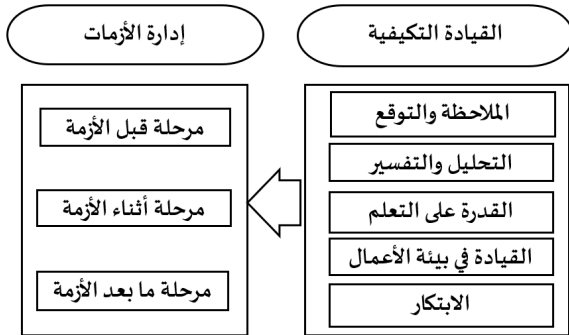 القيادة التكيفية
الملاحظة والتوقع
التحليل والتفسير
القدرة على التعلم
القيادة في بيئة الأعمال
الابتكار
إدارة الأزمات
مرحلة قبل الأزمة
مرحلة أثناء الأزمة
مرحلة ما بعد الأزمة